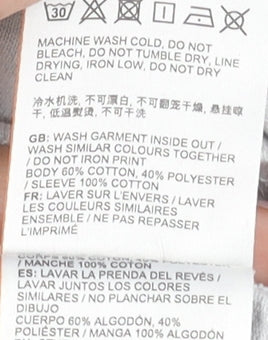 30
MACHINE WASH COLD, DO NOT
BLEACH, DO NOT TUMBLE DRY, LINE
DRYING, IRON LOW, DO NOT DRY
CLEAN
冷水机洗, 不可漂白, 不可翻笼干燥, 悬挂晾
干, 低温熨烫, 不可干洗
GB: WASH GARMENT INSIDE OUT /
WASH SIMILAR COLOURS TOGETHER
/ DO NOT IRON PRINT
BODY 60% COTTON, 40% POLYESTER
/ SLEEVE 100% COTTON
FR: LAVER SUR L'ENVERS / LAVER
LES COULEURS SIMILAIRES
ENSEMBLE / NE PAS REPASSER
L'IMPRIMÉ
/ MANCHE 100% COTON
ES: LAVAR LA PRENDA DEL REVÉS /
LAVAR JUNTOS LOS COLORES
SIMILARES / NO PLANCHAR SOBRE EL
DIBUJO
CUERPO 60% ALGODÓN, 40%
POLIÉSTER / MANGA 100% ALGODÓN